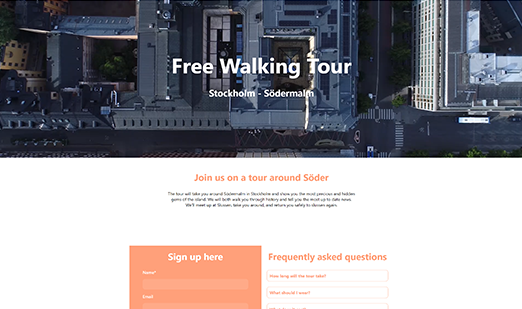 Free Walking Tour
Stockholm - Södermalm
Join us on a tour around Söder
The tour will take you around Södermalm in Stockholm and show you the most precious and hidden
gems of the island. We will both walk you through history and tell you the most up to date news.
We'll meet up at Slussen, take you around, and return you safely to slussen again.
Sign up here
Name*
Email
Frequently asked questions
How long will the tour take?
What should I wear?